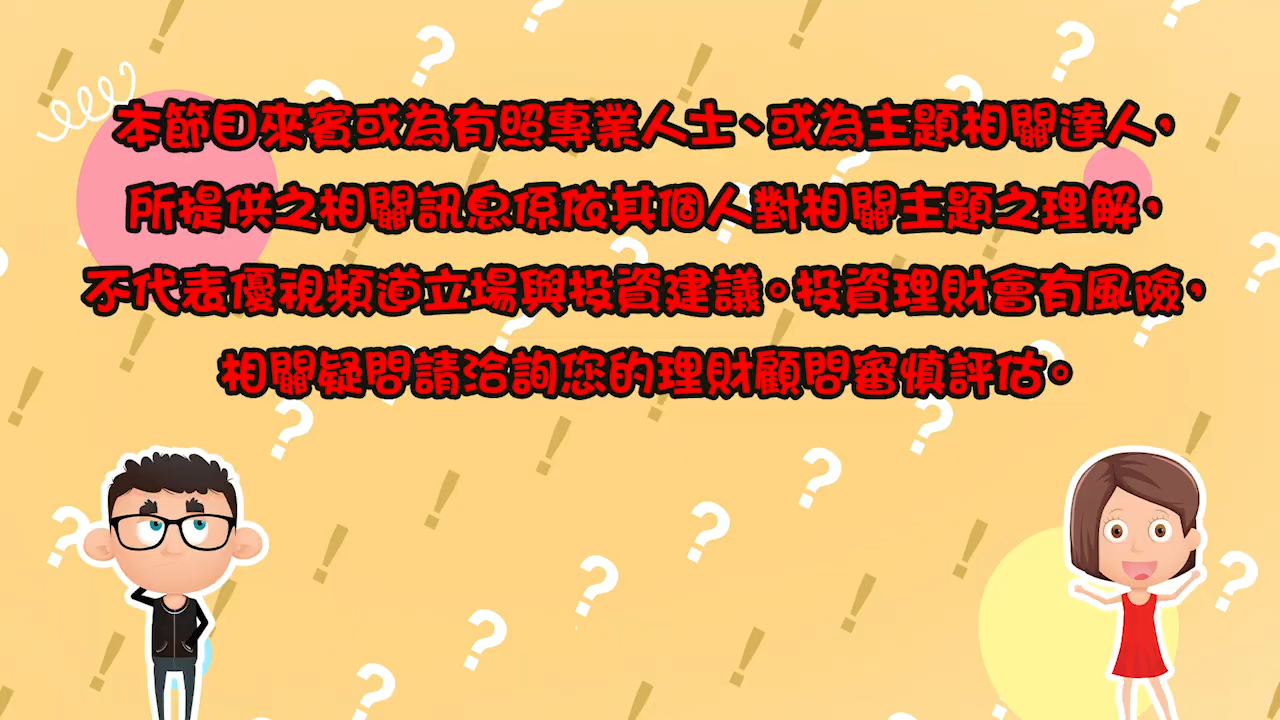 本節目來賓或為有照專業人士、或為主題相關達人，
所提供之相關訊息係依其個人對相關主題之理解，
不代表優視頻道立場與投資建議。投資理財會有風險，
相關疑問請洽詢您的理財顧問審慎評估。